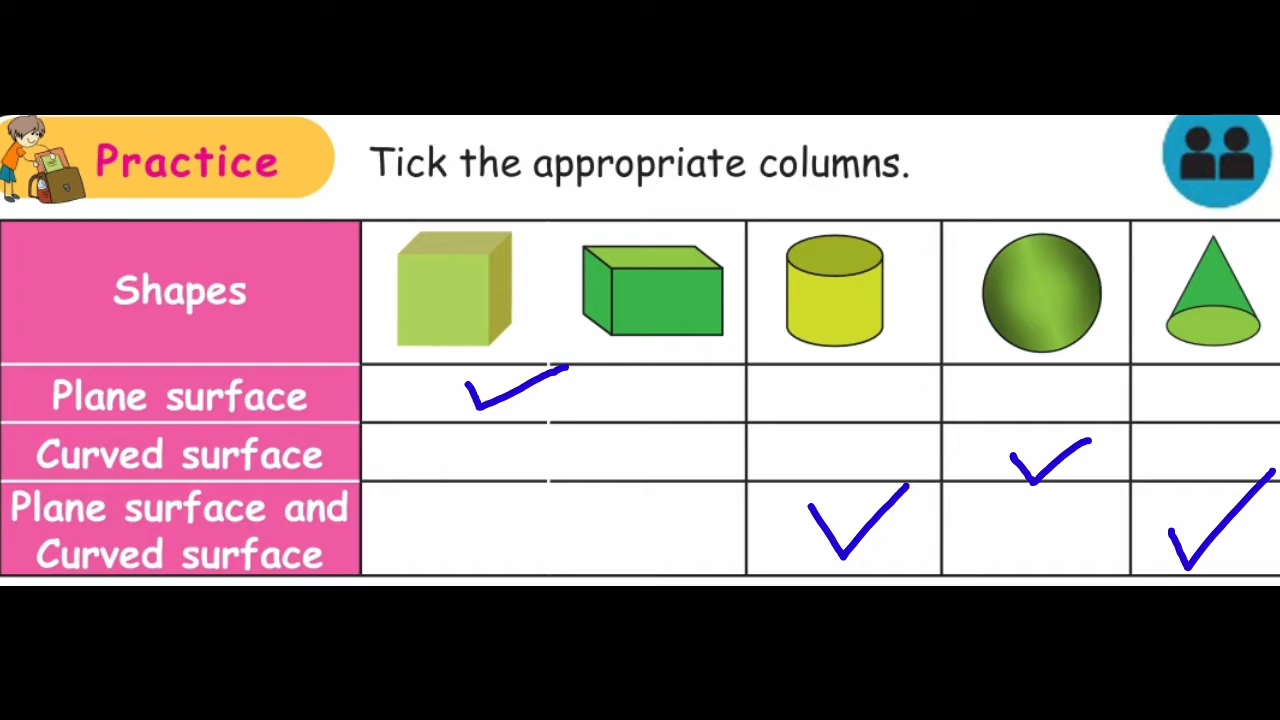 Practice
Tick the appropriate columns.
Shapes
Plane surface
Curved surface
Plane surface and
Curved surface